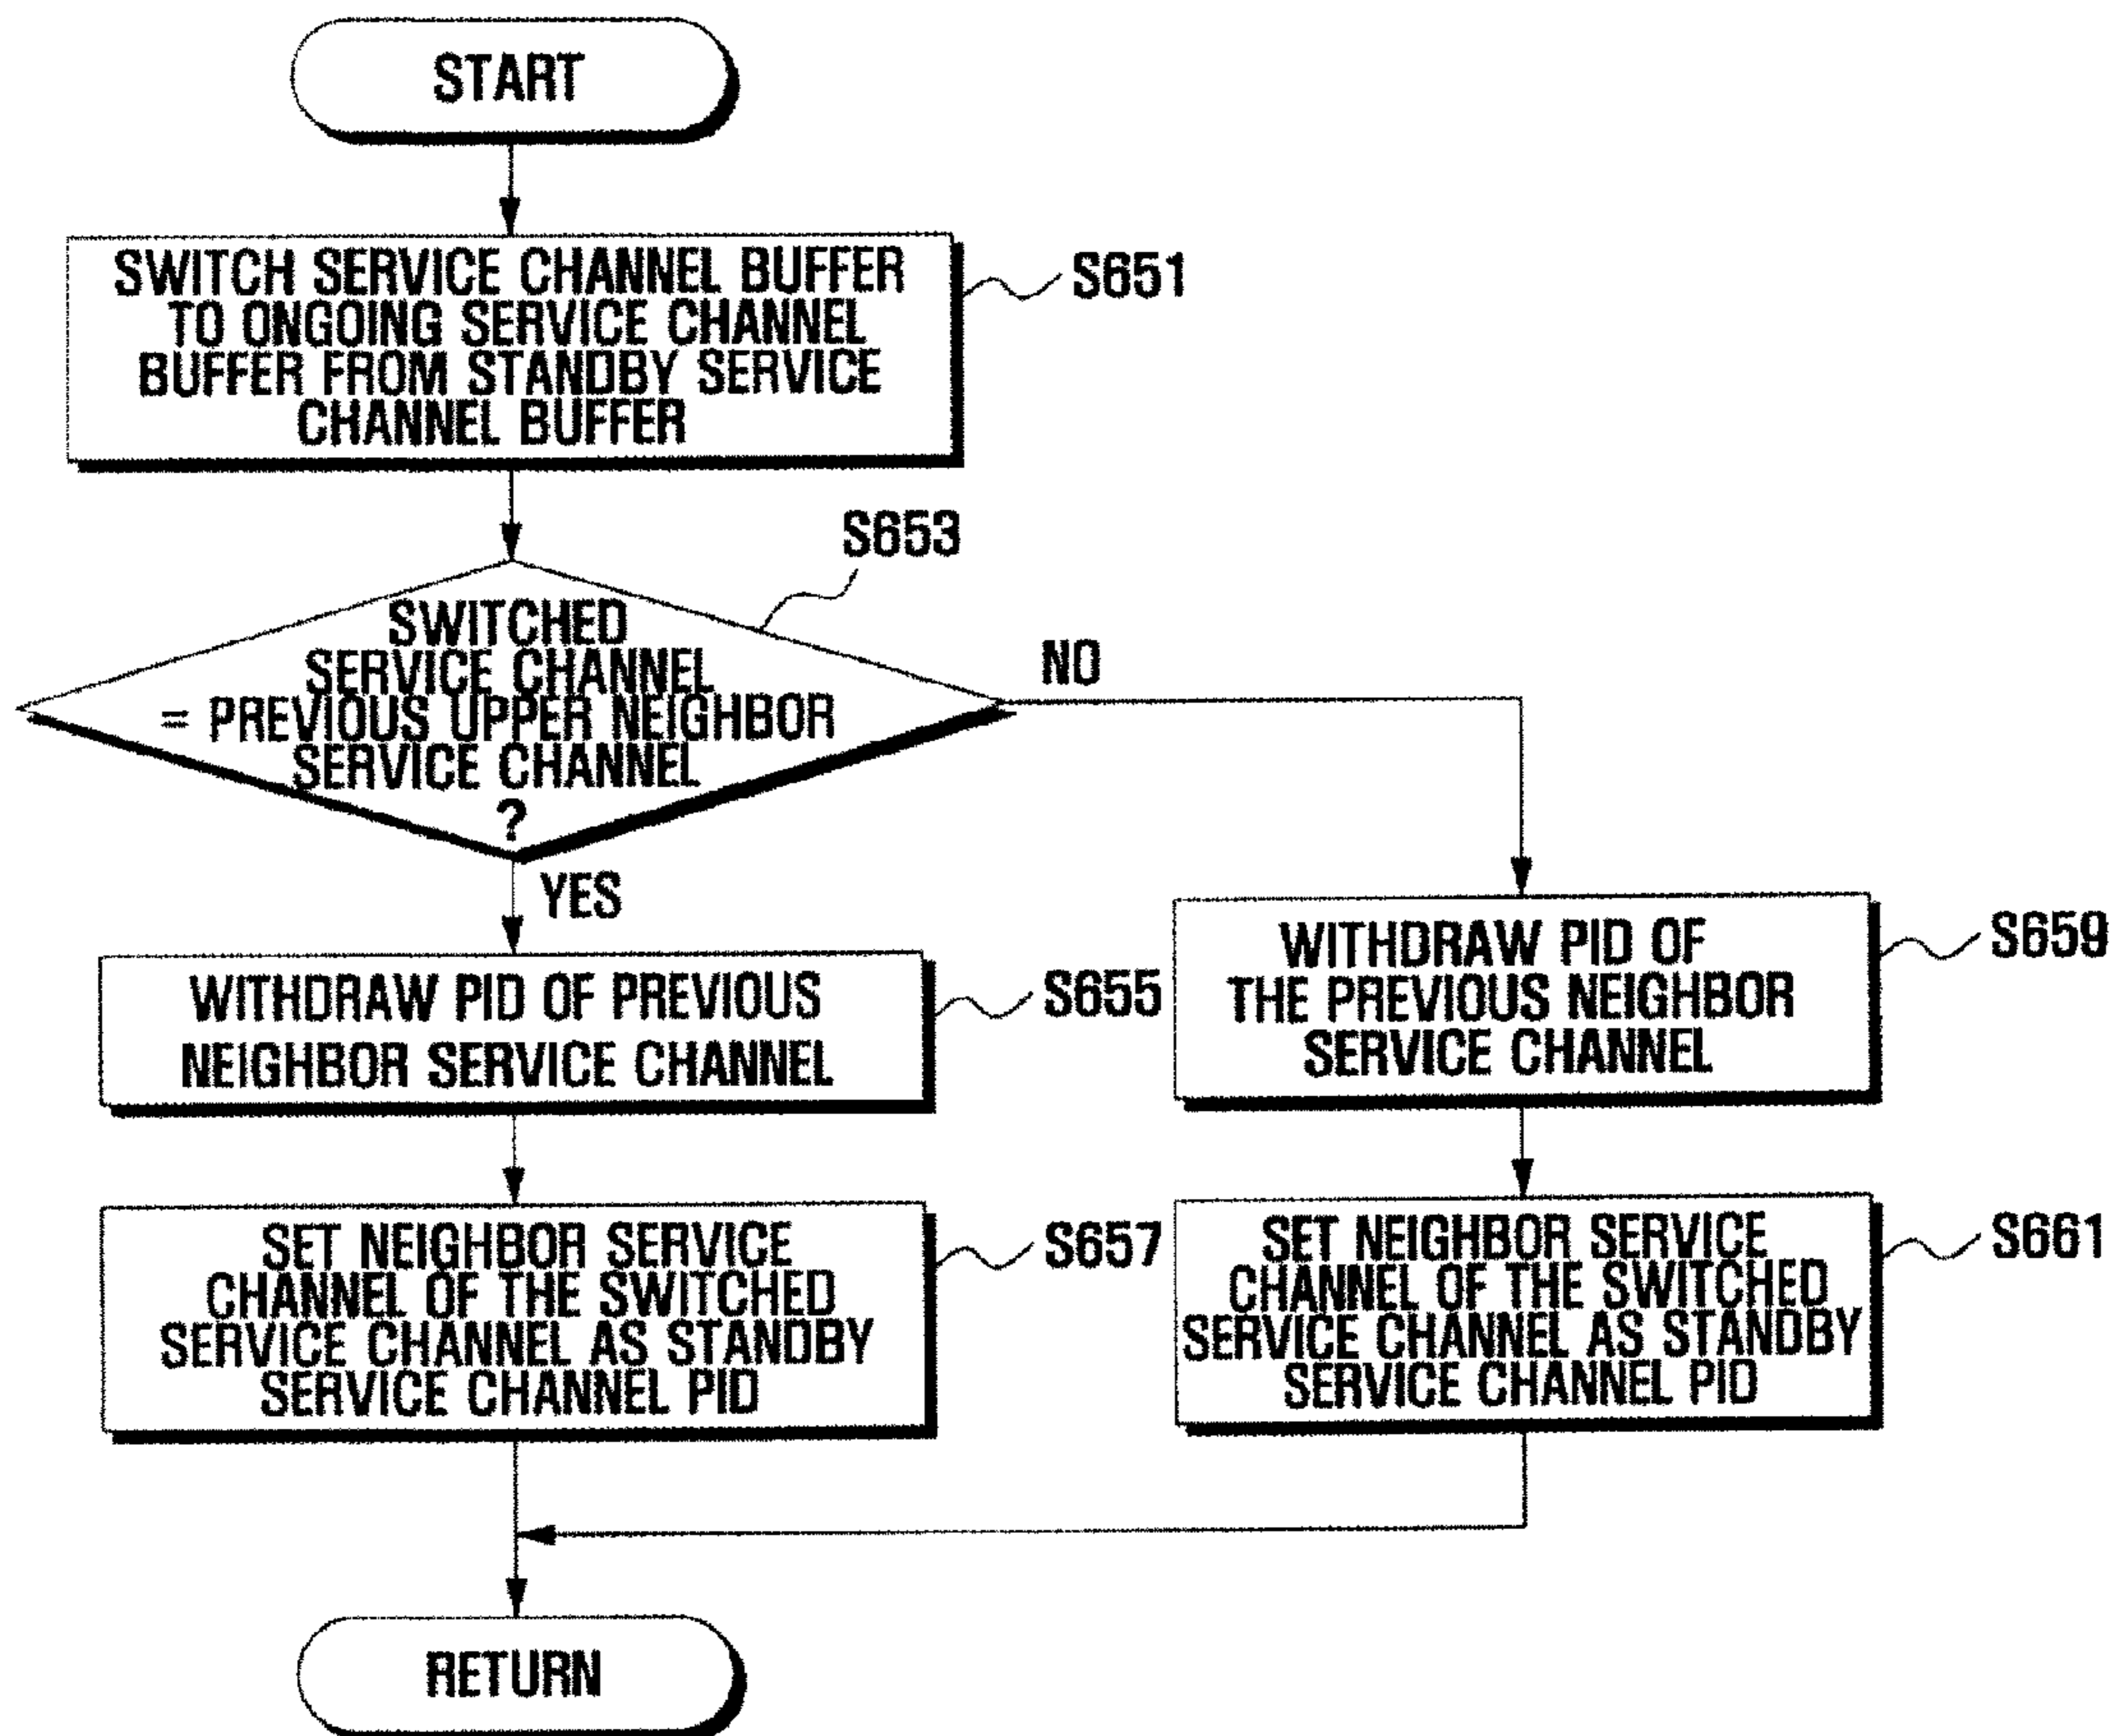 START
SWITCH SERVICE CHANNEL BUFFER
TO ONGOING SERVICE CHANNEL
BUFFER FROM STANDBY SERVICE
CHANNEL BUFFER
S651
S653
SWITCHED
SERVICE CHANNEL
= PREVIOUS UPPER NEIGHBOR
SERVICE CHANNEL
?
NO
YES
WITHDRAW PID OF PREVIOUS
NEIGHBOR SERVICE CHANNEL
S655
WITHDRAW PID OF
THE PREVIOUS NEIGHBOR
SERVICE CHANNEL
S659
SET NEIGHBOR SERVICE
CHANNEL OF THE SWITCHED
SERVICE CHANNEL AS STANDBY
SERVICE CHANNEL PID
S657
SET NEIGHBOR SERVICE
CHANNEL OF THE SWITCHED
SERVICE CHANNEL AS STANDBY
SERVICE CHANNEL PID
S661
RETURN